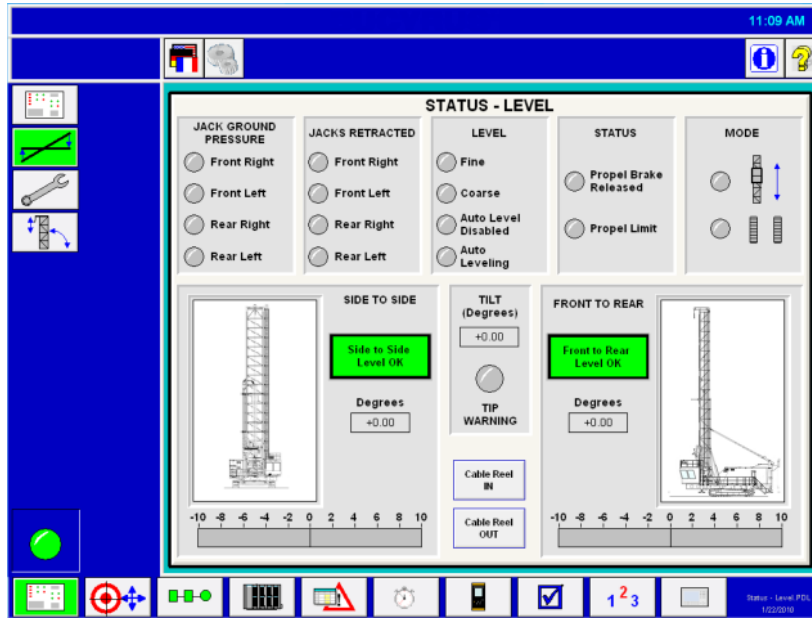 11:09 AM
STATUS - LEVEL
JACK GROUND
PRESSURE
Front Right
Front Left
Rear Right
Rear Left
JACKS RETRACTED
Front Right
Front Left
Rear Right
Rear Left
LEVEL
Fine
Coarse
Auto Level
Disabled
Auto
Leveling
STATUS
Propel Brake
Released
Propel Limit
MODE
SIDE TO SIDE
Side to Side
Level OK
Degrees
+0.00
-10 -8 -6 -4 -2 0 2 4 6 8 10
TILT
(Degrees)
+0.00
TIP
WARNING
Cable Reel
IN
Cable Reel
OUT
FRONT TO REAR
Front to Rear
Level OK
Degrees
+0.00
-10 -8 -6 -4 -2 0 2 4 6 8 10
1 2 3
Status - Level.PDL
1/22/2010